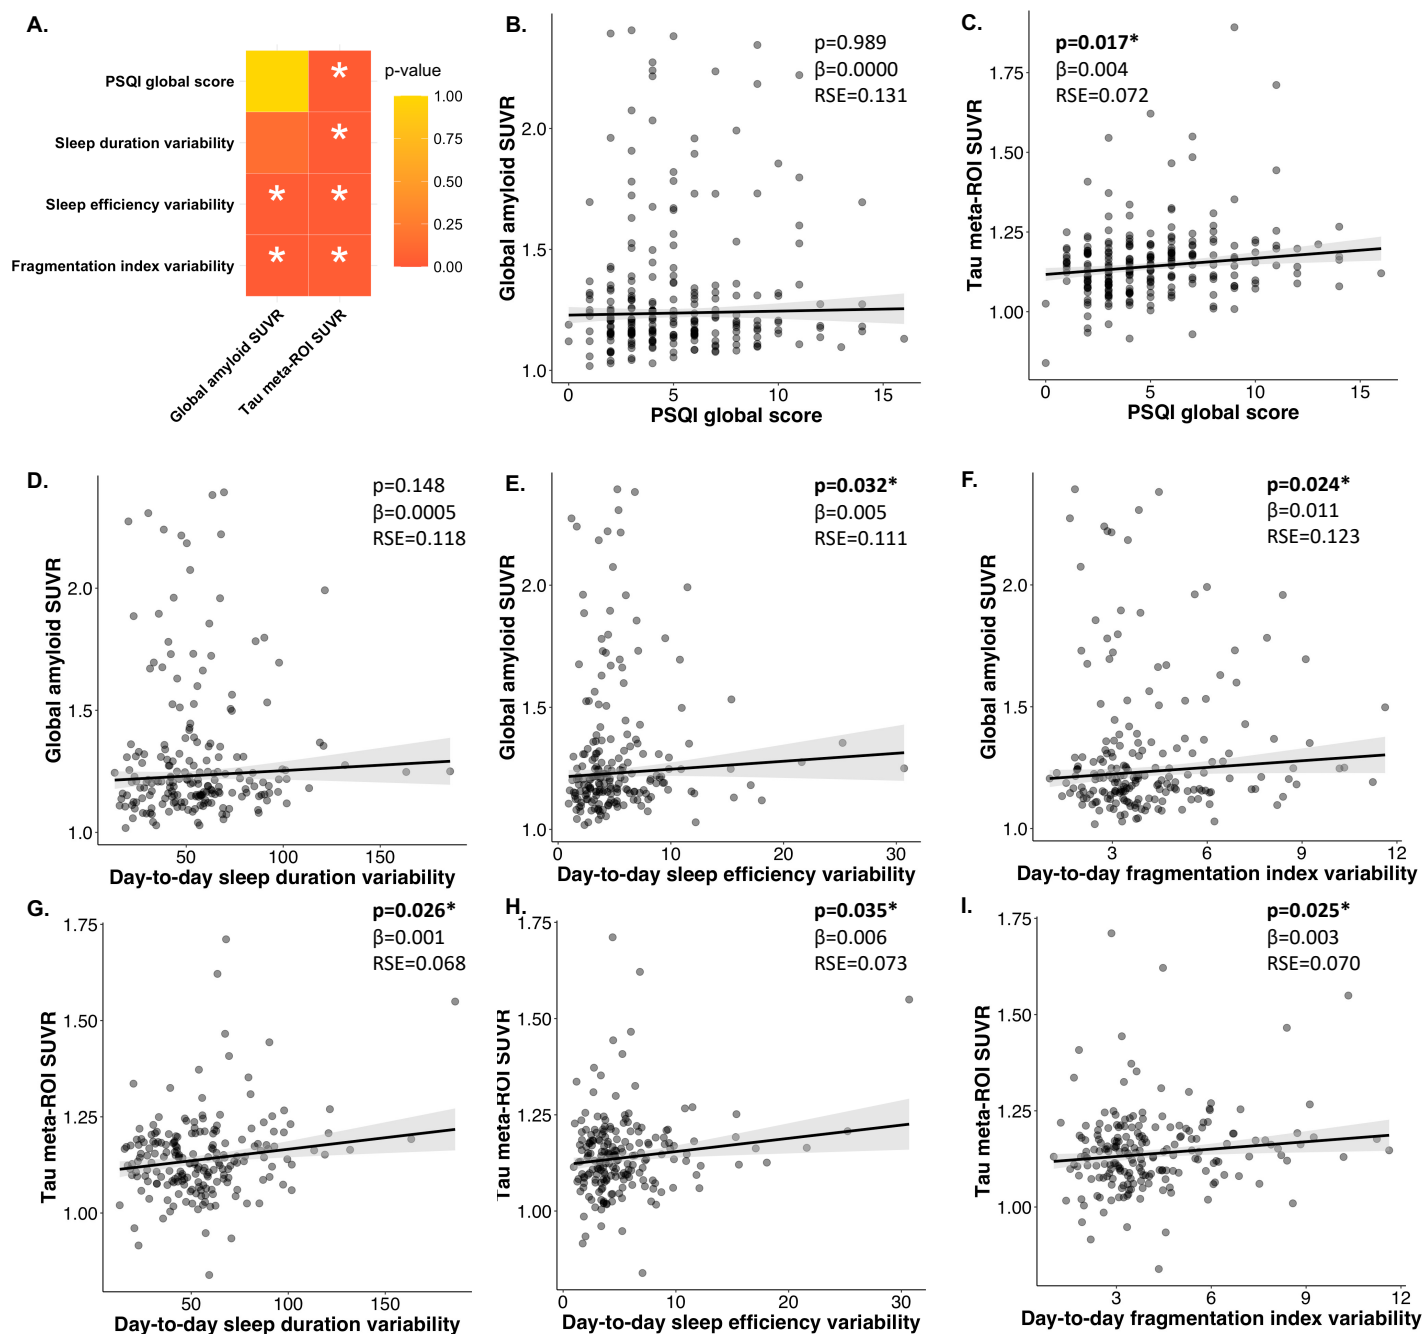 A.
PSQI global score
Sleep duration variability
Sleep efficiency variability
Fragmentation index variability
*
*
* *
* *
Global amyloid SUVR
Tau meta-ROI SUVR
p-value
1.00
0.75
0.50
0.25
0.00
B.
p=0.989
β=0.0000
RSE=0.131
Global amyloid SUVR
2.0
1.5
1.0
0 5 10 15
PSQI global score
C.
p=0.017*
β=0.004
RSE=0.072
Tau meta-ROI SUVR
1.75
1.50
1.25
1.00
0 5 10 15
PSQI global score
D.
p=0.148
β=0.0005
RSE=0.118
Global amyloid SUVR
2.0
1.5
1.0
50 100 150
Day-to-day sleep duration variability
E.
p=0.032*
β=0.005
RSE=0.111
Global amyloid SUVR
2.0
1.5
1.0
0 10 20 30
Day-to-day sleep efficiency variability
F.
p=0.024*
β=0.011
RSE=0.123
Global amyloid SUVR
2.0
1.5
1.0
3 6 9 12
Day-to-day fragmentation index variability
G.
p=0.026*
β=0.001
RSE=0.068
Tau meta-ROI SUVR
1.75
1.50
1.25
1.00
50 100 150
Day-to-day sleep duration variability
H.
p=0.035*
β=0.006
RSE=0.073
Tau meta-ROI SUVR
1.75
1.50
1.25
1.00
0 10 20 30
Day-to-day sleep efficiency variability
I.
p=0.025*
β=0.003
RSE=0.070
Tau meta-ROI SUVR
1.75
1.50
1.25
1.00
3 6 9 12
Day-to-day fragmentation index variability